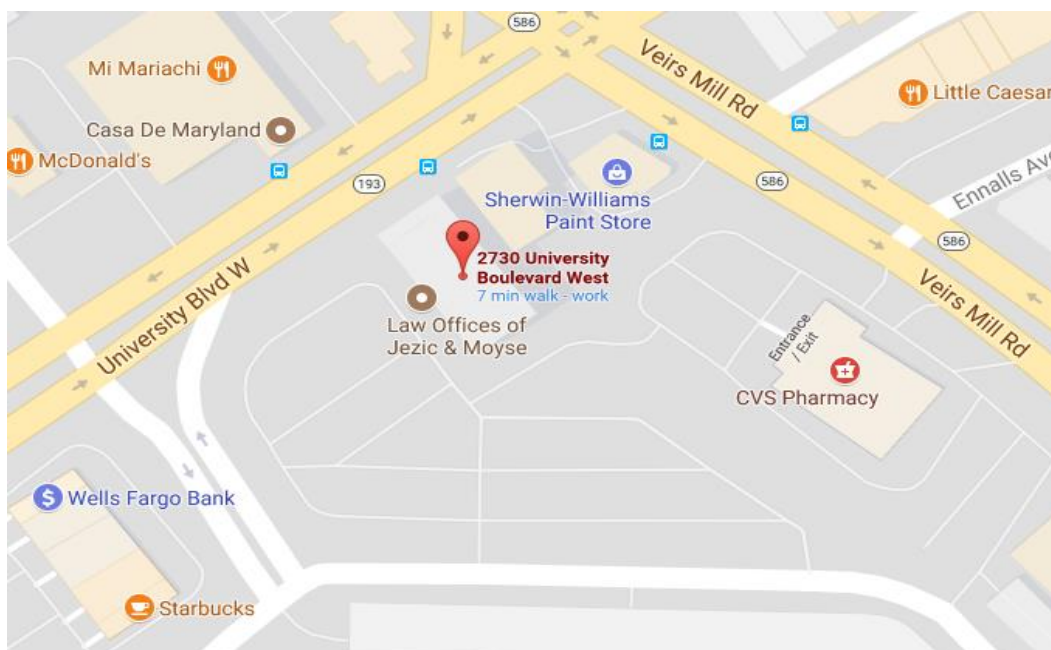 586
Veirs Mill Rd
Mi Mariachi
Little Caesar
Casa De Maryland
McDonald's
193
586
Sherwin-Williams
Paint Store
Ennalls Av
586
2730 University
Boulevard West
7 min walk - work
University Blvd W
Law Offices of
Jezic & Moyse
Veirs Mill Rd
Entrance
/ Exit
CVS Pharmacy
$ Wells Fargo Bank
Starbucks